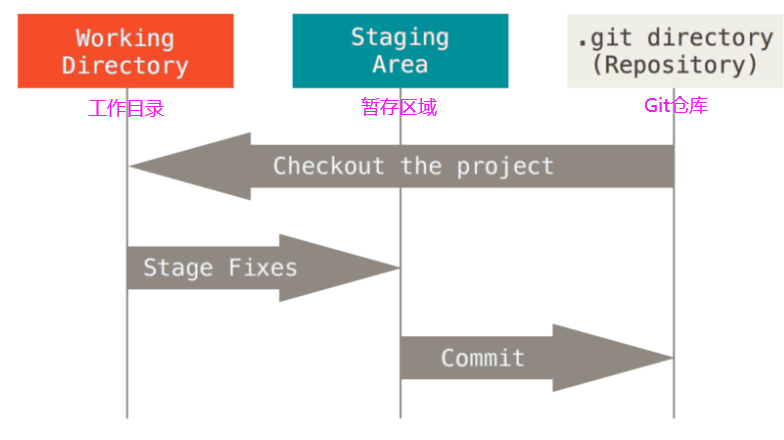 Working
Directory
Staging
Area
.git directory
(Repository)
工作目录
暂存区域
Git仓库
Checkout the project
Stage Fixes
Commit